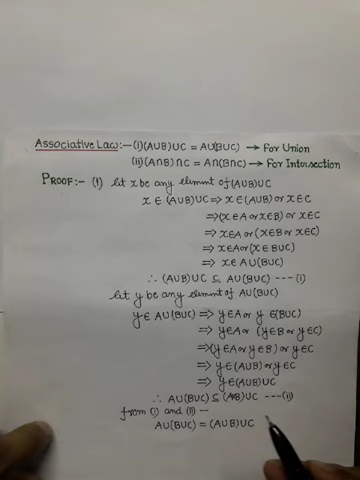 Associative Law:- (i) (A∪B)∪C = A∪(B∪C) → For Union
(ii) (A∩B)∩C = A∩(B∩C) → For Intersection
PROOF:- (i) let x be any element of (A∪B)∪C
x ∈ (A∪B)∪C ⇒ x ∈ (A∪B) or x ∈ C
⇒ (x ∈ A or x ∈ B) or x ∈ C
⇒ x ∈ A or (x ∈ B or x ∈ C)
⇒ x ∈ A or (x ∈ B∪C)
⇒ x ∈ A∪(B∪C)
∴ (A∪B)∪C ⊆ A∪(B∪C) ---(i)
let y be any element of A∪(B∪C)
y ∈ A∪(B∪C) ⇒ y ∈ A or y ∈ (B∪C)
⇒ y ∈ A or (y ∈ B or y ∈ C)
⇒ (y ∈ A or y ∈ B) or y ∈ C
⇒ y ∈ (A∪B) or y ∈ C
⇒ y ∈ (A∪B)∪C
∴ A∪(B∪C) ⊆ (A∪B)∪C ---(ii)
from (i) and (ii) —
A∪(B∪C) = (A∪B)∪C